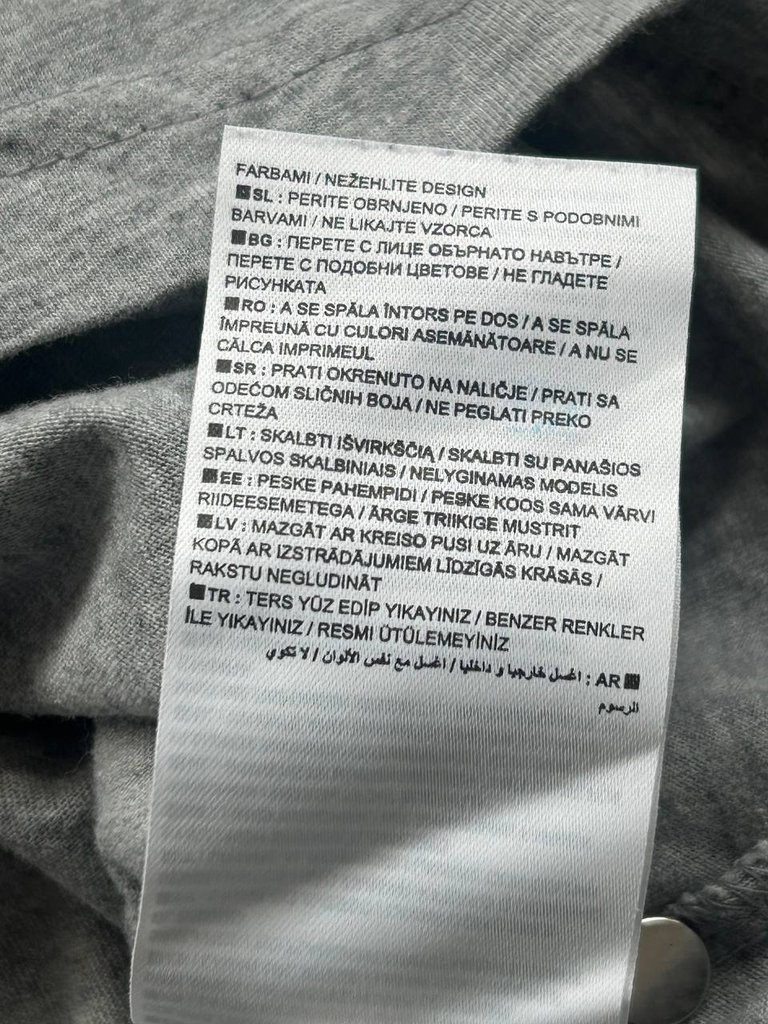 FARBAMI / NEŽEHLITE DESIGN
■SL : PERITE OBRNJENO / PERITE S PODOBNIMI
BARVAMI / NE LIKAJTE VZORCA
■BG : ПЕРЕТЕ С ЛИЦЕ ОБЪРНАТО НАВЪТРЕ /
ПЕРЕТЕ С ПОДОБНИ ЦВЕТОВЕ / НЕ ГЛАДЕТЕ
РИСУНКАТА
■RO : A SE SPĂLA ÎNTORS PE DOS / A SE SPĂLA
ÎMPREUNĂ CU CULORI ASEMĂNĂTOARE / A NU SE
CĂLCA IMPRIMEUL
■SR : PRATI OKRENUTO NA NALIČJE / PRATI SA
ODEĆOM SLIČNIH BOJA / NE PEGLATI PREKO
CRTEŽA
■LT : SKALBTI IŠVIRKŠČIĄ / SKALBTI SU PANAŠIOS
SPALVOS SKALBINIAIS / NELYGINAMAS MODELIS
■EE : PESKE PAHEMPIDI / PESKE KOOS SAMA VÄRVI
RIIDEESEMETEGA / ÄRGE TRIIKIGE MUSTRIT
■LV : MAZGĀT AR KREISO PUSI UZ ĀRU / MAZGĀT
KOPĀ AR IZSTRĀDĀJUMIEM LĪDZĪGĀS KRĀSĀS /
RAKSTU NEGLUDINĀT
■TR : TERS YÜZ EDİP YIKAYINIZ / BENZER RENKLER
İLE YIKAYINIZ / RESMI ÜTÜLEMEYİNİZ
■AR : اغسل خارجيا و داخليا / اغسل مع نفس الألوان / لا تكوي
الرسوم